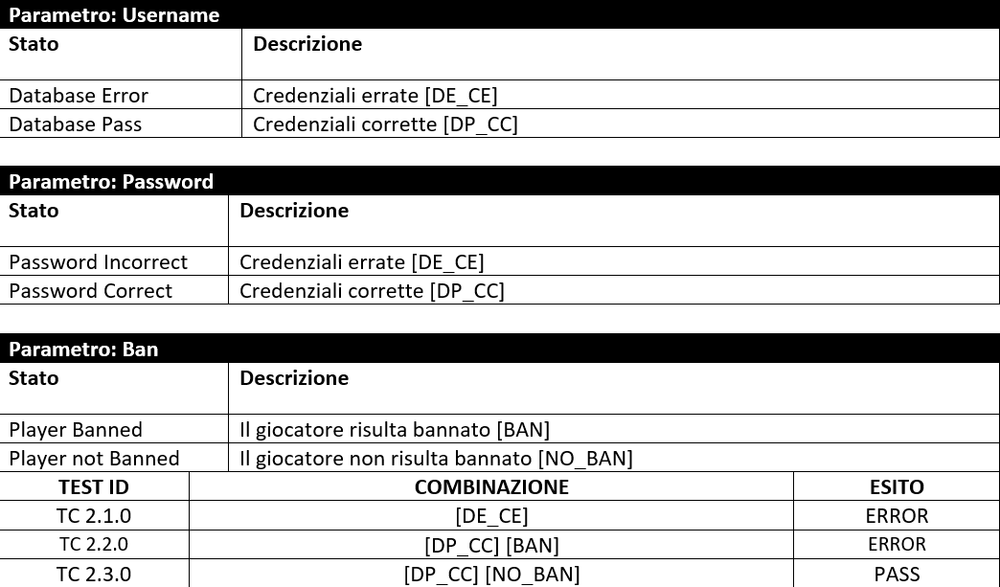 Parametro: Username
Stato Descrizione
Database Error Credenziali errate [DE_CE]
Database Pass Credenziali corrette [DP_CC]
Parametro: Password
Stato Descrizione
Password Incorrect Credenziali errate [DE_CE]
Password Correct Credenziali corrette [DP_CC]
Parametro: Ban
Stato Descrizione
Player Banned Il giocatore risulta bannato [BAN]
Player not Banned Il giocatore non risulta bannato [NO_BAN]
TEST ID COMBINAZIONE ESITO
TC 2.1.0 [DE_CE] ERROR
TC 2.2.0 [DP_CC] [BAN] ERROR
TC 2.3.0 [DP_CC] [NO_BAN] PASS